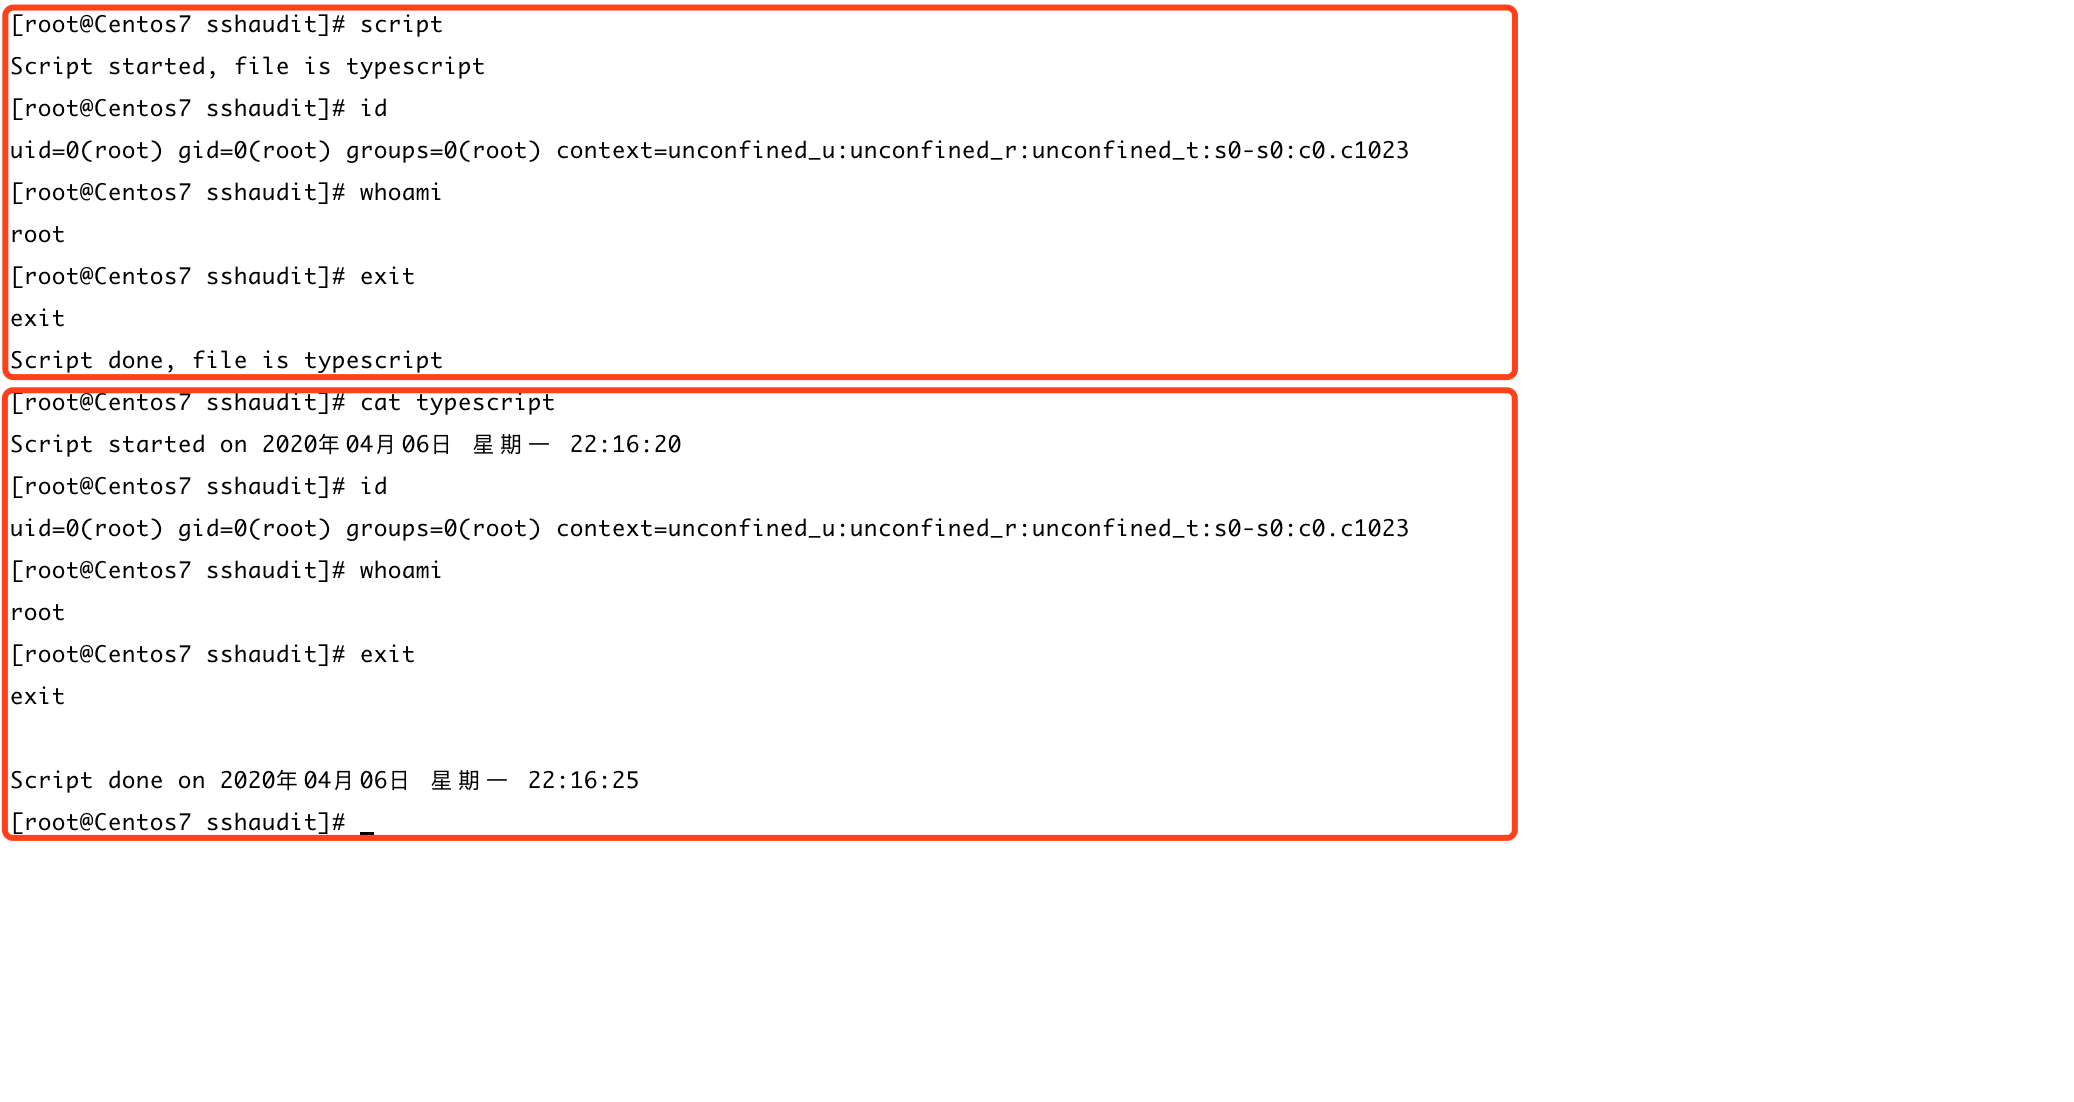 [root@Centos7 sshaudit]# script
Script started, file is typescript
[root@Centos7 sshaudit]# id
uid=0(root) gid=0(root) groups=0(root) context=unconfined_u:unconfined_r:unconfined_t:s0-s0:c0.c1023
[root@Centos7 sshaudit]# whoami
root
[root@Centos7 sshaudit]# exit
exit
Script done, file is typescript
[root@Centos7 sshaudit]# cat typescript
Script started on 2020年04月06日 星期一 22:16:20
[root@Centos7 sshaudit]# id
uid=0(root) gid=0(root) groups=0(root) context=unconfined_u:unconfined_r:unconfined_t:s0-s0:c0.c1023
[root@Centos7 sshaudit]# whoami
root
[root@Centos7 sshaudit]# exit
exit
Script done on 2020年04月06日 星期一 22:16:25
[root@Centos7 sshaudit]#